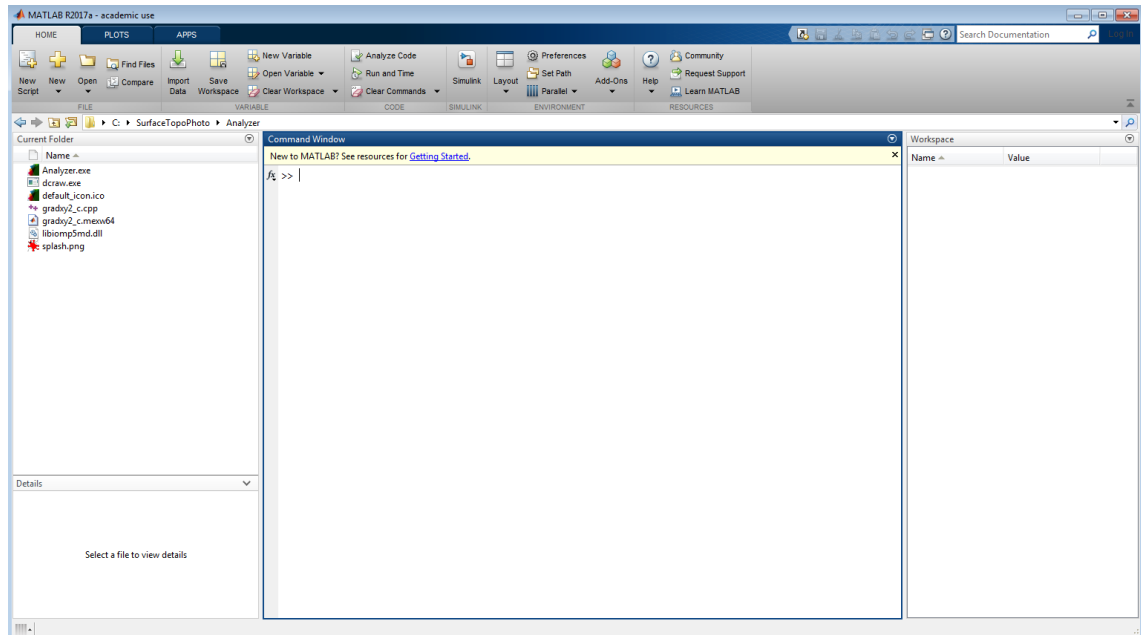 MATLAB R2017a - academic use
HOME PLOTS APPS
Search Documentation
Log In
New Script
New
Open
Find Files
Compare
Import Data
Save Workspace
New Variable
Open Variable
Clear Workspace
Analyze Code
Run and Time
Clear Commands
Simulink
Layout
Preferences
Set Path
Parallel
Add-Ons
Help
Community
Request Support
Learn MATLAB
FILE VARIABLE CODE SIMULINK ENVIRONMENT RESOURCES
C: SurfaceTopoPhoto Analyzer
Current Folder
Name
Analyzer.exe
dcraw.exe
default_icon.ico
gradxy2_c.cpp
gradxy2_c.mexw64
libiomp5md.dll
splash.png
Details
Select a file to view details
Command Window
New to MATLAB? See resources for Getting Started.
fx >>
Workspace
Name Value